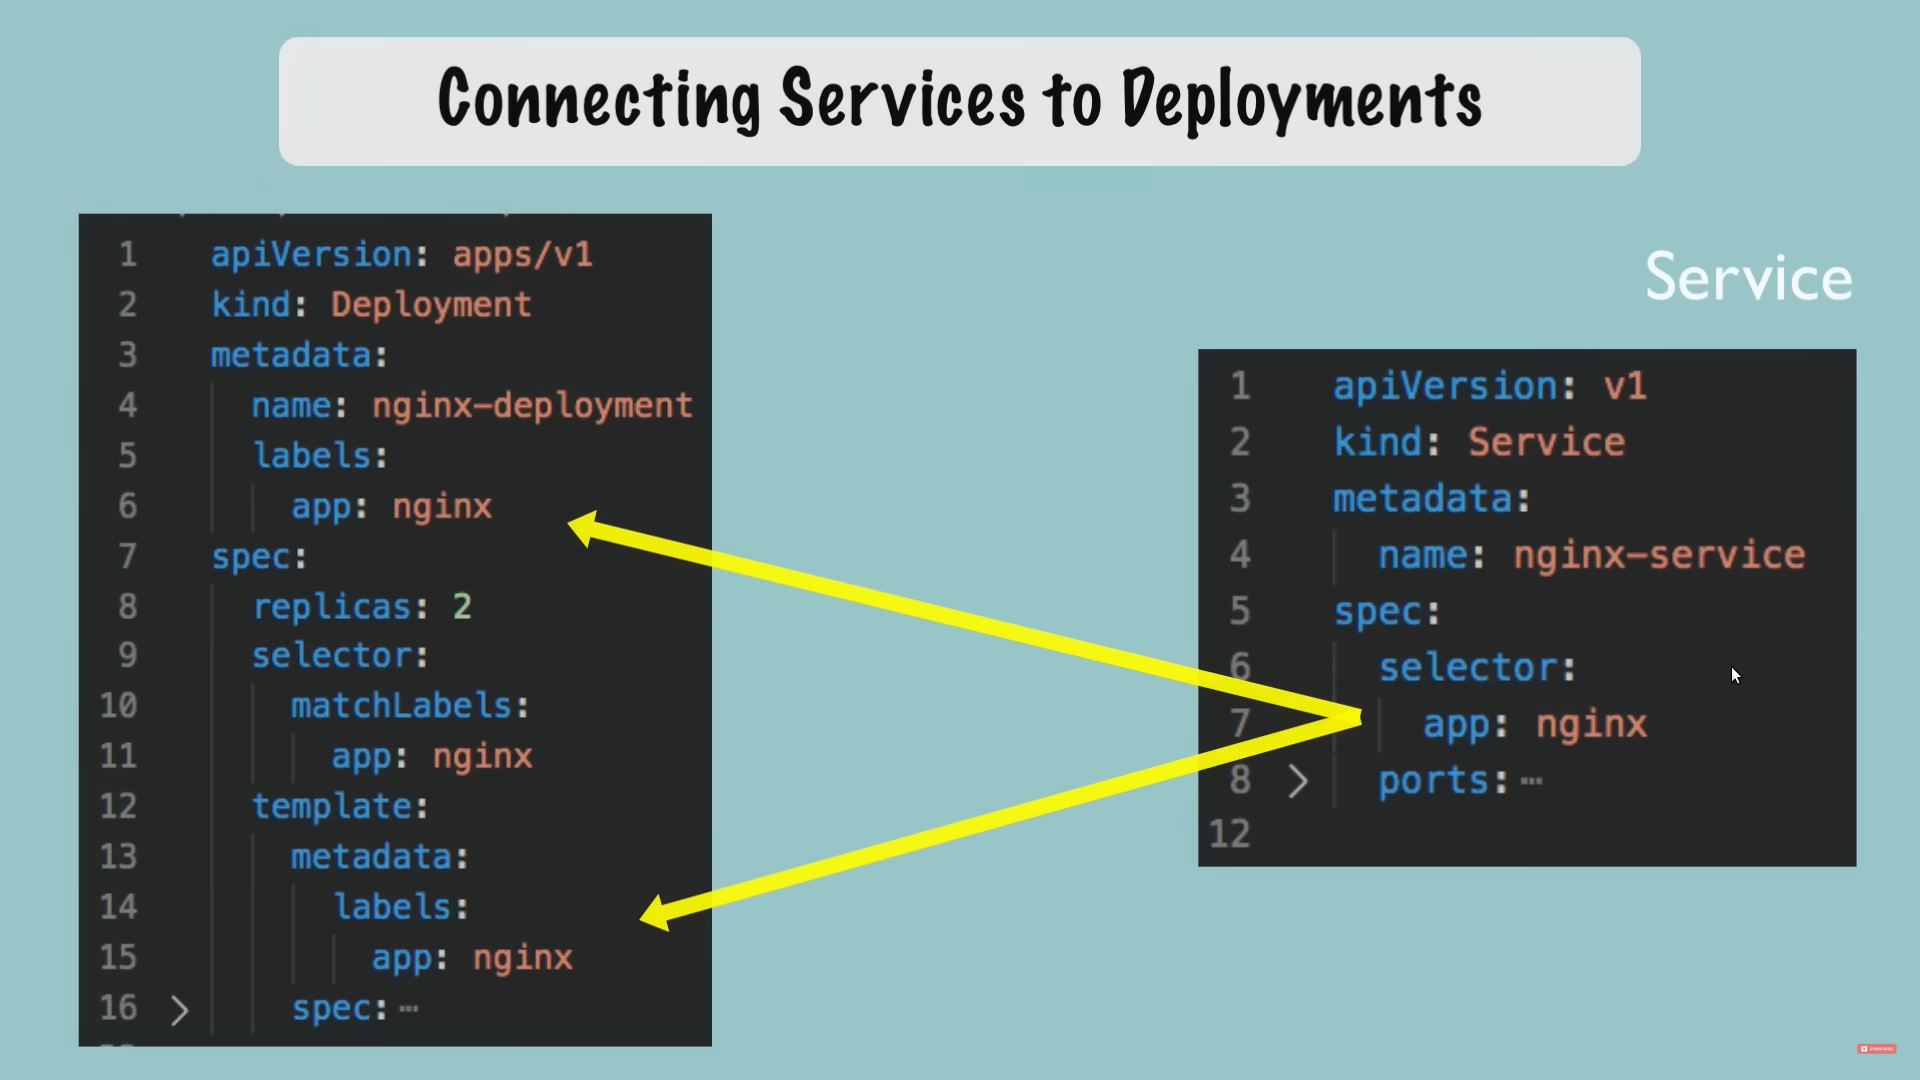 Connecting Services to Deployments
1 apiVersion: apps/v1
2 kind: Deployment
3 metadata:
4 name: nginx-deployment
5 labels:
6 app: nginx
7 spec:
8 replicas: 2
9 selector:
10 matchLabels:
11 app: nginx
12 template:
13 metadata:
14 labels:
15 app: nginx
16 > spec:⋯
Service
1 apiVersion: v1
2 kind: Service
3 metadata:
4 name: nginx-service
5 spec:
6 selector:
7 app: nginx
8 > ports:⋯
12
SUBSCRIBE